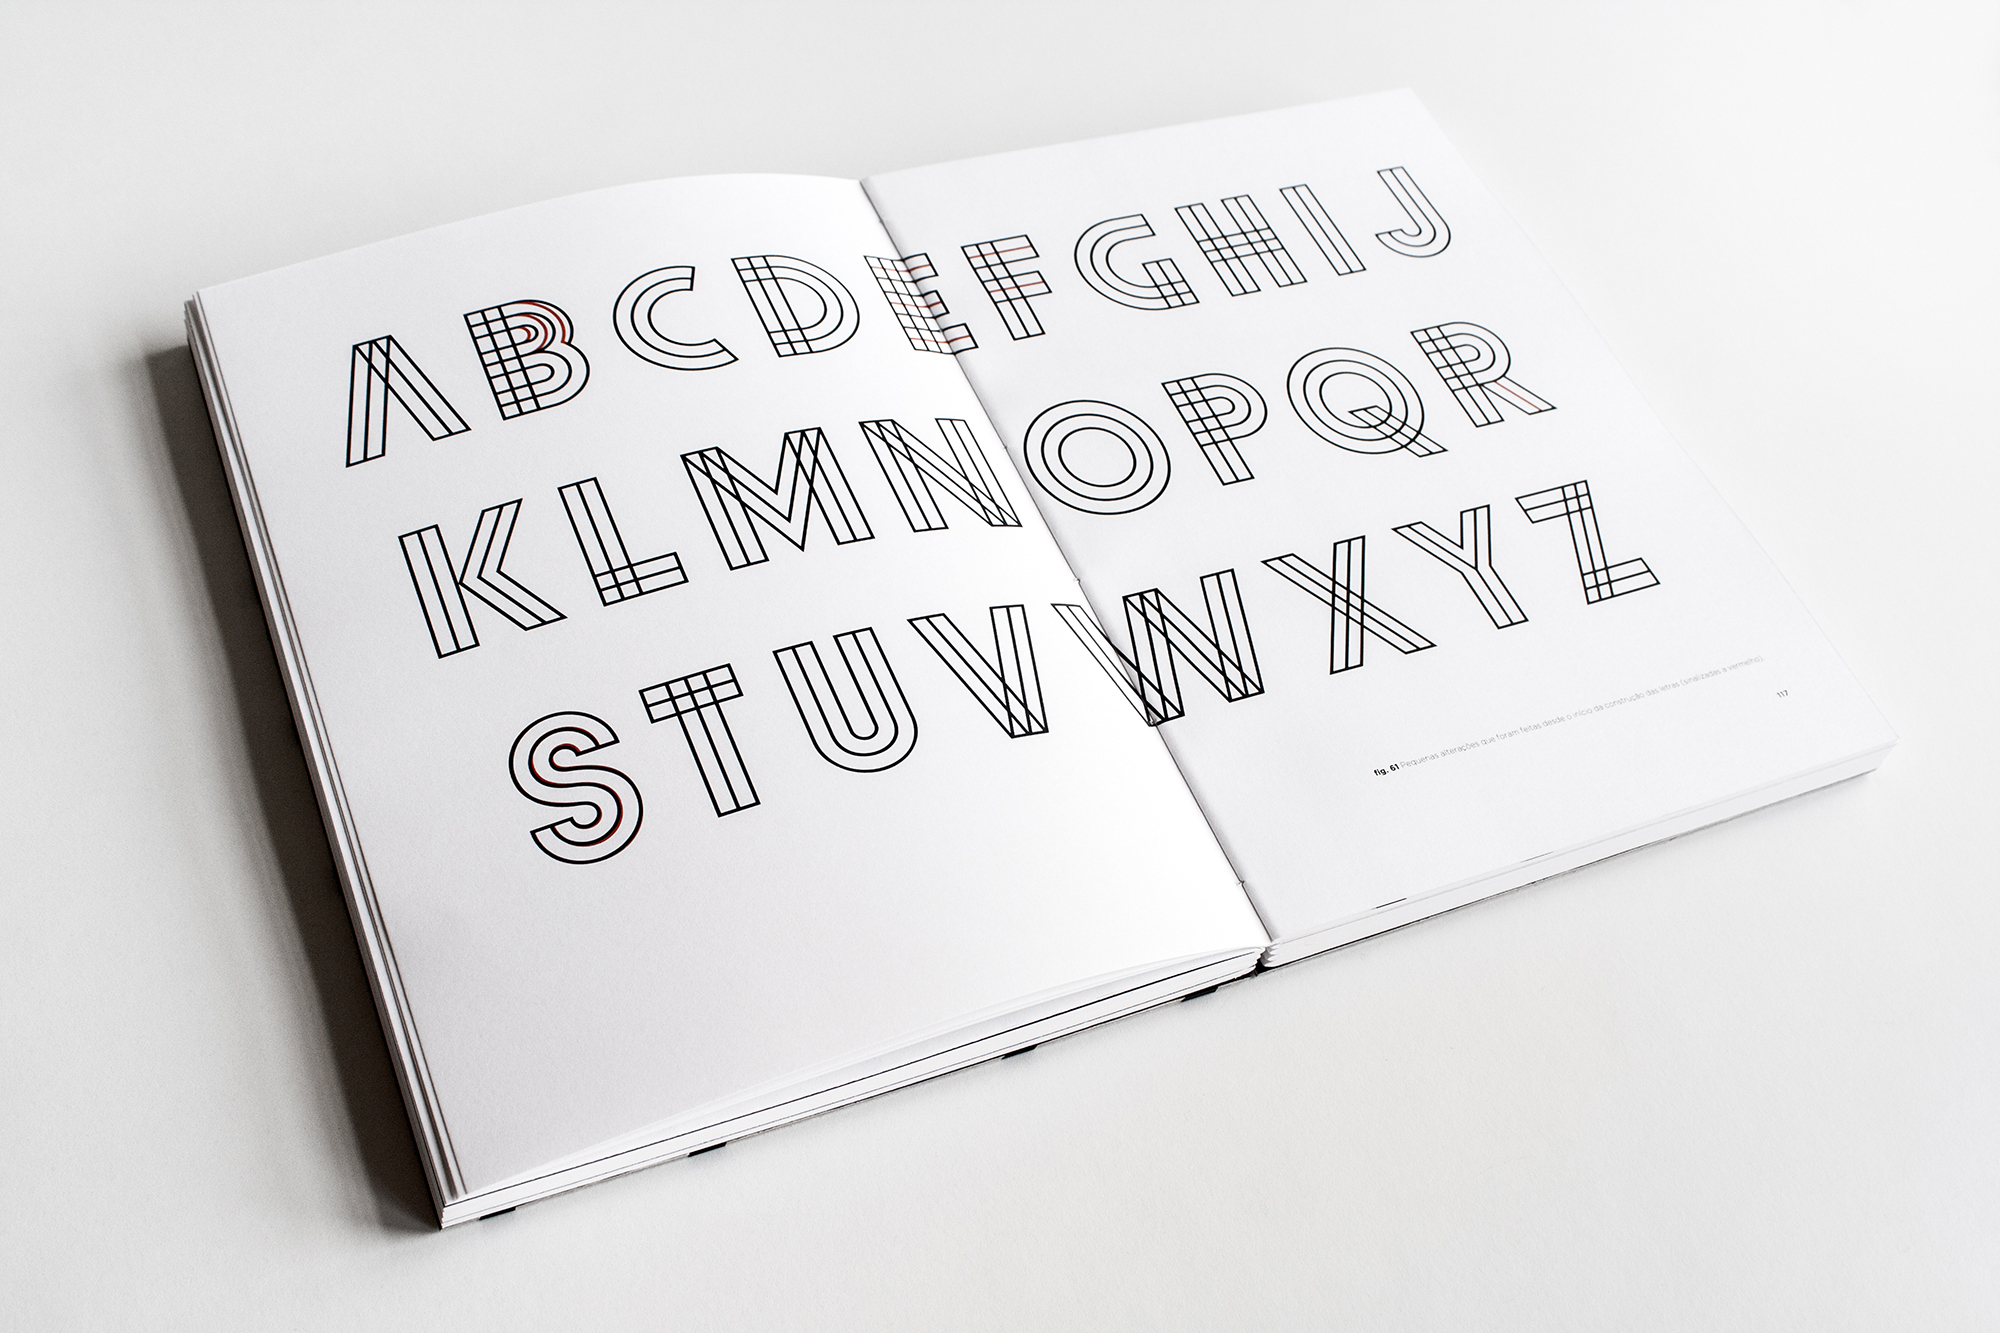 ABCDEFGHIJ
KLMNOPQR
STUVWXYZ
fig. 61 Pequenas alterações que foram feitas desde o início da construção das letras (sinalizadas a vermelho)
117